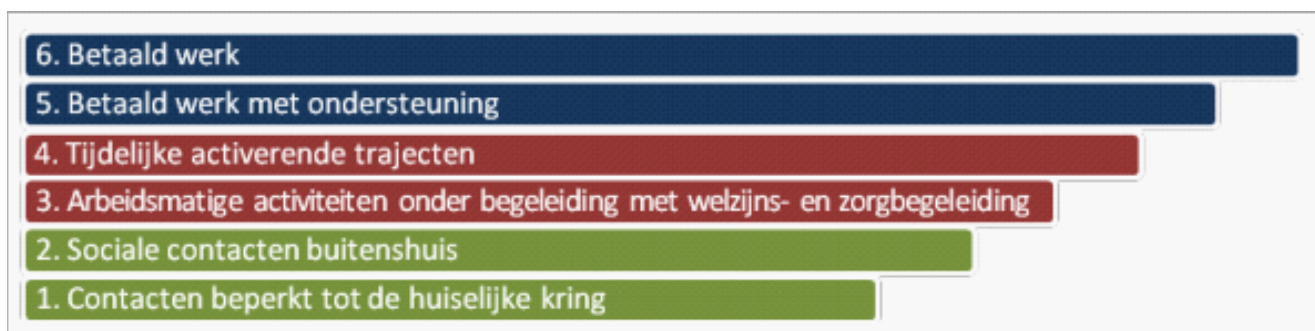 6. Betaald werk
5. Betaald werk met ondersteuning
4. Tijdelijke activerende trajecten
3. Arbeidsmatige activiteiten onder begeleiding met welzijns- en zorgbegeleiding
2. Sociale contacten buitenshuis
1. Contacten beperkt tot de huiselijke kring